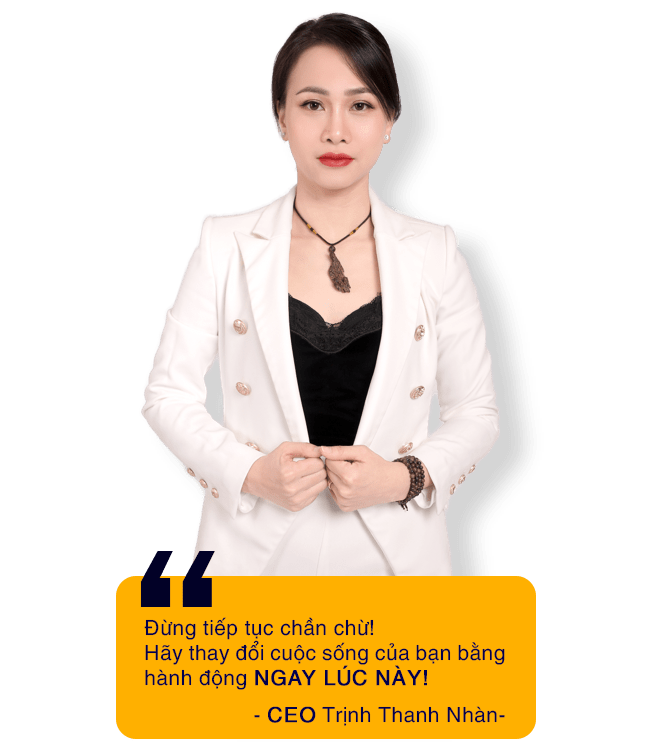 Đừng tiếp tục chần chừ!
Hãy thay đổi cuộc sống của bạn bằng
hành động NGAY LÚC NÀY!
- CEO Trịnh Thanh Nhàn-